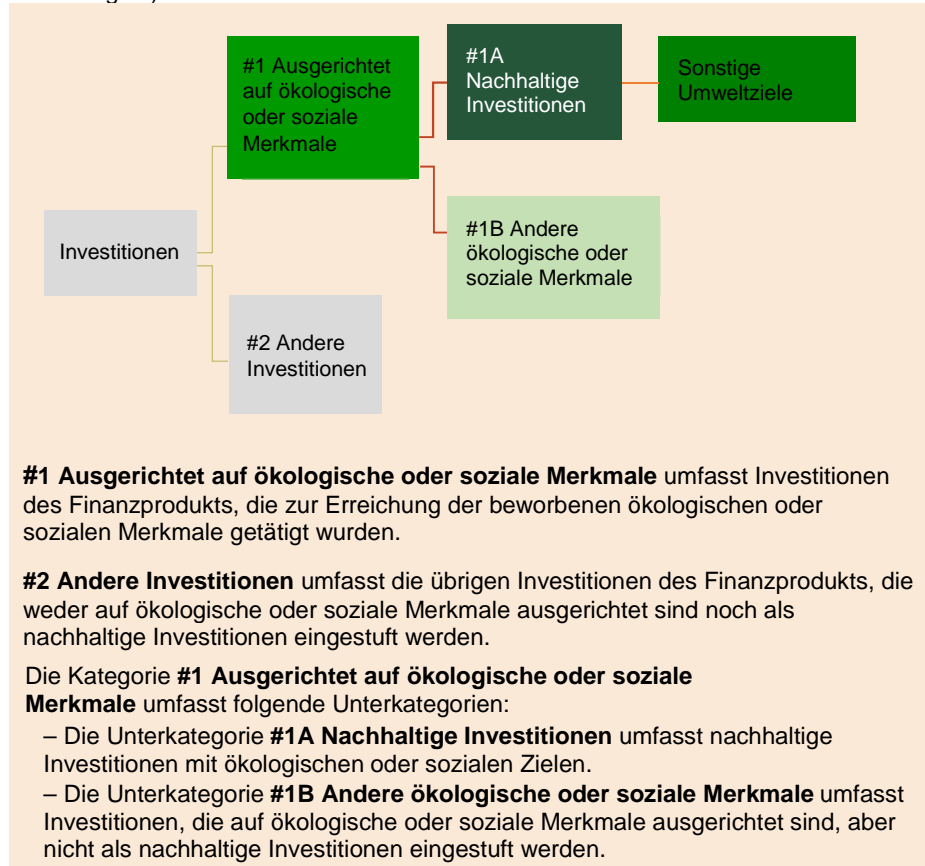 #1 Ausgerichtet
auf ökologische
oder soziale
Merkmale
#1A
Nachhaltige
Investitionen
Sonstige
Umweltziele
Investitionen
#1B Andere
ökologische oder
soziale Merkmale
#2 Andere
Investitionen
#1 Ausgerichtet auf ökologische oder soziale Merkmale umfasst Investitionen
des Finanzprodukts, die zur Erreichung der beworbenen ökologischen oder
sozialen Merkmale getätigt wurden.
#2 Andere Investitionen umfasst die übrigen Investitionen des Finanzprodukts, die
weder auf ökologische oder soziale Merkmale ausgerichtet sind noch als
nachhaltige Investitionen eingestuft werden.
Die Kategorie #1 Ausgerichtet auf ökologische oder soziale
Merkmale umfasst folgende Unterkategorien:
– Die Unterkategorie #1A Nachhaltige Investitionen umfasst nachhaltige
Investitionen mit ökologischen oder sozialen Zielen.
– Die Unterkategorie #1B Andere ökologische oder soziale Merkmale umfasst
Investitionen, die auf ökologische oder soziale Merkmale ausgerichtet sind, aber
nicht als nachhaltige Investitionen eingestuft werden.